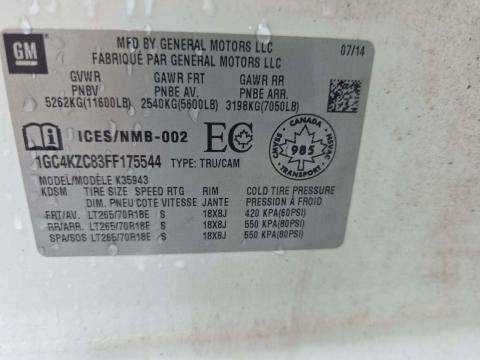 GM
MFD BY GENERAL MOTORS LLC
FABRIQUÉ PAR GENERAL MOTORS LLC
07/14
GVWR GAWR FRT GAWR RR
PNBV PNBE AV. PNBE ARR.
5262KG(11600LB) 2540KG(5600LB) 3198KG(7050LB)
ICES/NMB-002 EC CANADA 985 CMVSS NSVAC
1GC4KZC83FF175544 TYPE: TRU/CAM
MODEL/MODÈLE K35943
KGM TIRE SIZE SPEED RTG RIM COLD TIRE PRESSURE
DIM. PNEU COTE VITESSE JANTE PRESSION À FROID
FRT/AV. LT265/70R18E S 18X8J 420 KPA(60PSI)
RR/ARR. LT265/70R18E S 18X8J 550 KPA(80PSI)
SPA/SOS LT265/70R18E S 18X8J 550 KPA(80PSI)